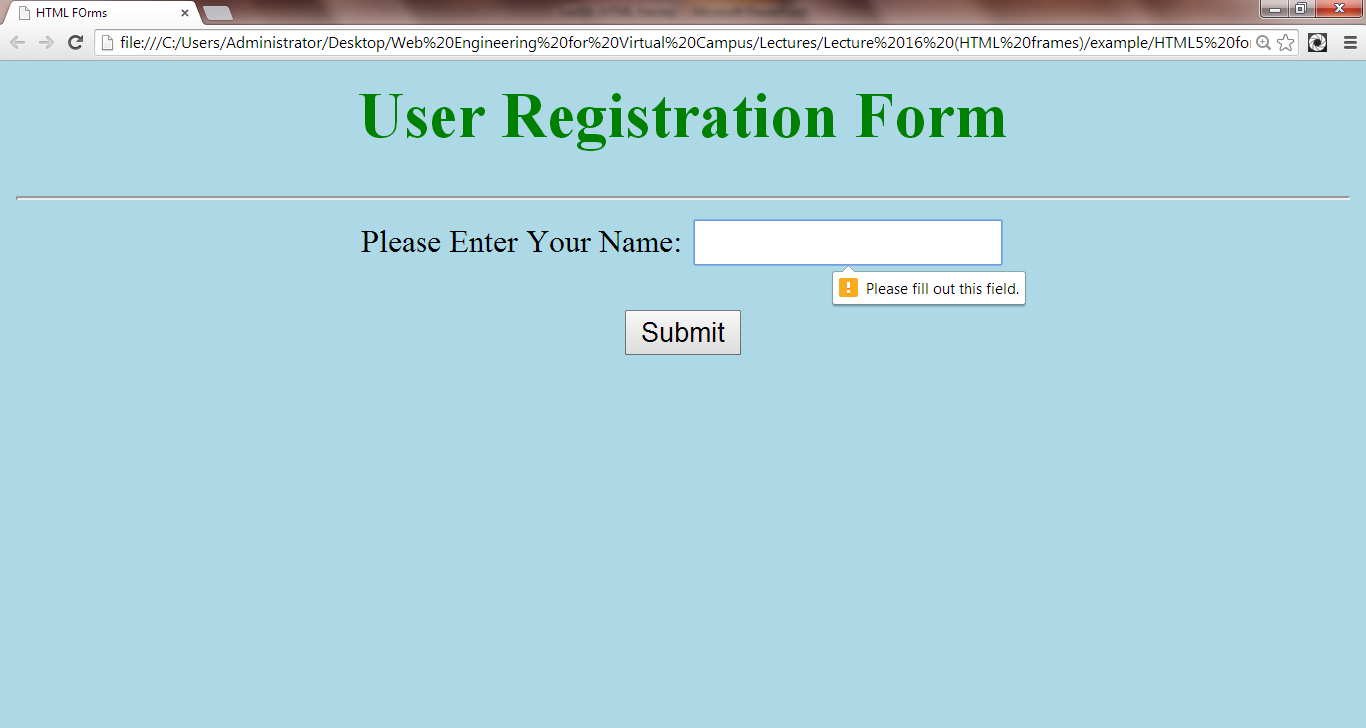 HTML FOrms
file:///C:/Users/Administrator/Desktop/Web%20Engineering%20for%20Virtual%20Campus/Lectures/Lecture%2016%20(HTML%20frames)/example/HTML5%20fo
User Registration Form
Please Enter Your Name:
Please fill out this field.
Submit